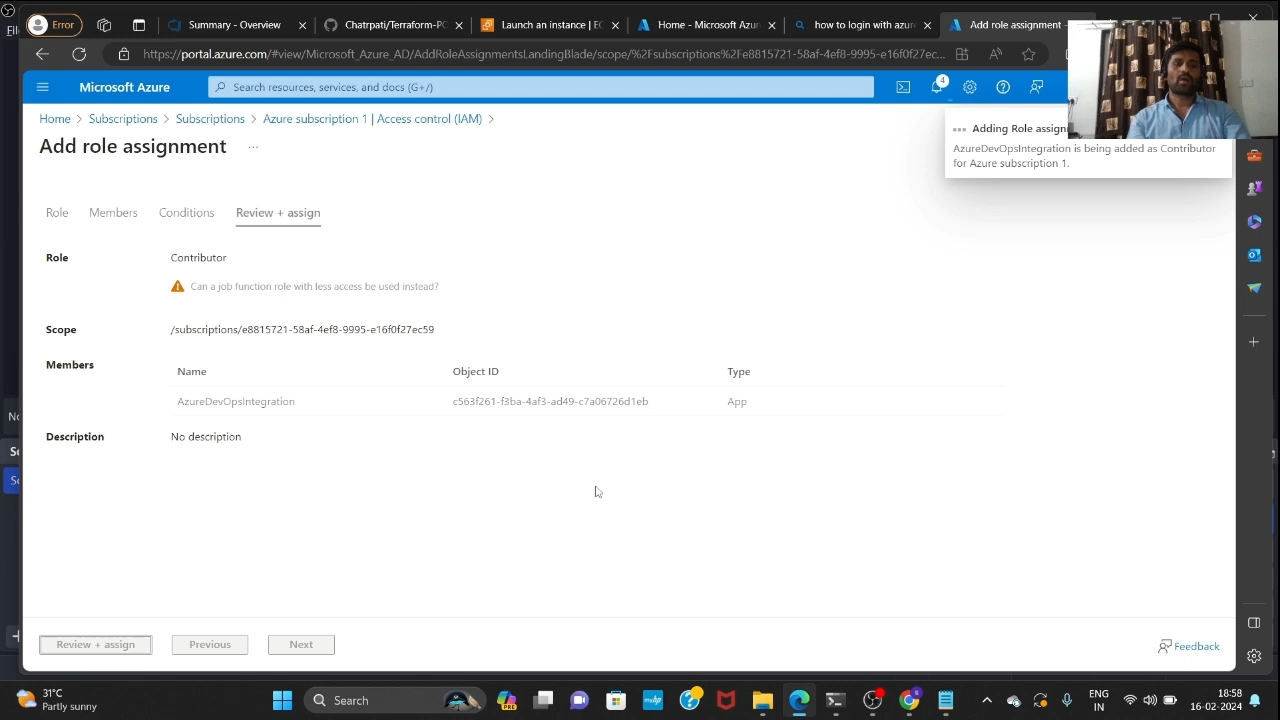 Error
Summary - Overview
Chatpati/Terraform-C
Launch an instance | EC
Home - Microsoft Azure
how to login with azure
Add role assignment
https://portal.azure.com/#view/Microsoft_Azure_AD/AddRoleAssignmentsLandingBlade/scope/%2Fsubscriptions%2Fe8815721-58af-4ef8-9995-e16f0f27ec...
Microsoft Azure
Search resources, services, and docs (G+/)
4
Home > Subscriptions > Subscriptions > Azure subscription 1 | Access control (IAM) >
Add role assignment ...
Adding Role assignm
AzureDevOpsIntegration is being added as Contributor
for Azure subscription 1.
Role Members Conditions Review + assign
Role Contributor
Can a job function role with less access be used instead?
Scope /subscriptions/e8815721-58af-4ef8-9995-e16f0f27ec59
Members
Name Object ID Type
AzureDevOpsIntegration c563f261-f3ba-4af3-ad49-c7a06726d1eb App
Description No description
Review + assign Previous Next
Feedback
31°C
Partly sunny
Search
ENG
IN
18:58
16-02-2024